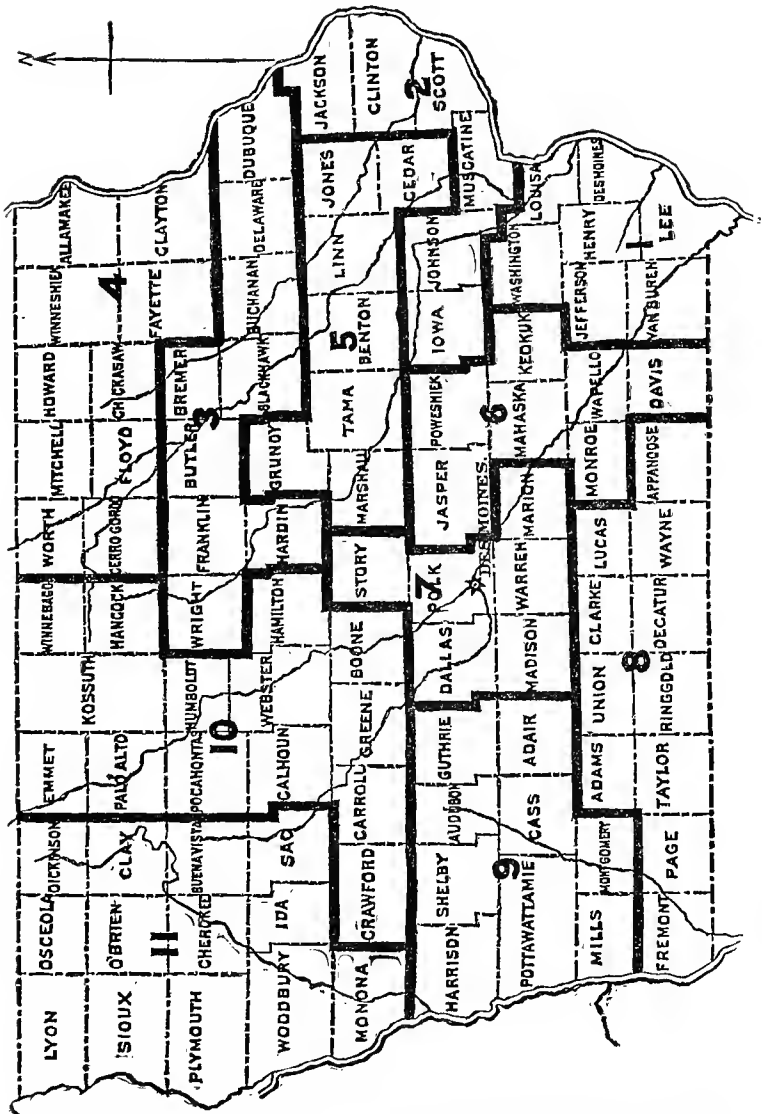 N
LYON
OSCEOLA
DICKINSON
EMMET
KOSSUTH
WINNEBAGO
WORTH
MITCHELL
HOWARD
WINNESHIEK
ALLAMAKEE
SIOUX
O'BRIEN
CLAY
PALO ALTO
HANCOCK
CERRO GORDO
FLOYD
CHICKASAW
4
FAYETTE
CLAYTON
PLYMOUTH
11
CHEROKEE
BUENAVISTA
POCAHONTAS
HUMBOLDT
10
WRIGHT
FRANKLIN
BUTLER
3
BREMER
WOODBURY
IDA
SAC
CALHOUN
WEBSTER
HAMILTON
HARDIN
GRUNDY
BLACKHAWK
BUCHANAN
DELAWARE
DUBUQUE
MONONA
CRAWFORD
CARROLL
GREENE
BOONE
STORY
MARSHALL
TAMA
5
BENTON
LINN
JONES
JACKSON
CLINTON
CEDAR
2
SCOTT
HARRISON
SHELBY
AUDUBON
GUTHRIE
DALLAS
7
POLK
JASPER
POWESHIEK
IOWA
JOHNSON
MUSCATINE
DES MOINES
9
POTTAWATLAMIE
CASS
ADAIR
MADISON
WARREN
MARION
6
MAHASKA
KEOKUK
WASHINGTON
LOUISA
MILLS
MONTGOMERY
ADAMS
UNION
CLARKE
LUCAS
MONROE
WAPELLO
JEFFERSON
HENRY
DESMOINES
FREMONT
PAGE
TAYLOR
RINGGOLD
8
DECATUR
WAYNE
APPANOOSE
DAVIS
VAN BUREN
1
LEE